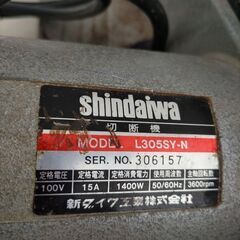 shindaiwa
切断機
MODEL L305SY-N
SER. NO. 306157
定格電圧 定格電流 定格消費電力 使用周波数 主軸回転数
100V 15A 1400W 50/60Hz 3600rpm
新ダイワ工業株式会社